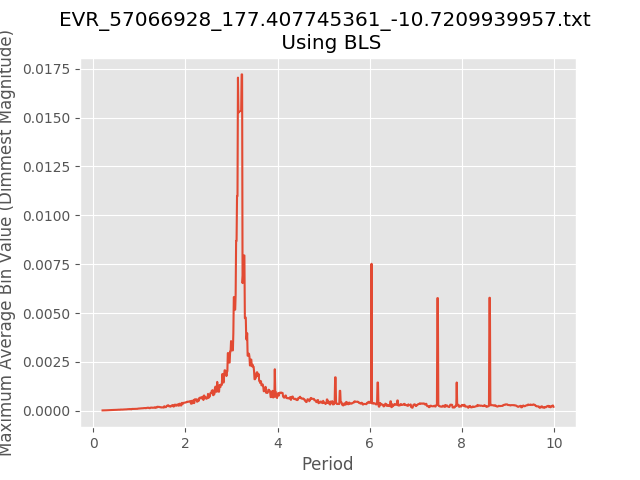 EVR_57066928_177.407745361_-10.7209939957.txt
Using BLS
Maximum Average Bin Value (Dimmest Magnitude)
0.0175
0.0150
0.0125
0.0100
0.0075
0.0050
0.0025
0.0000
0 2 4 6 8 10
Period